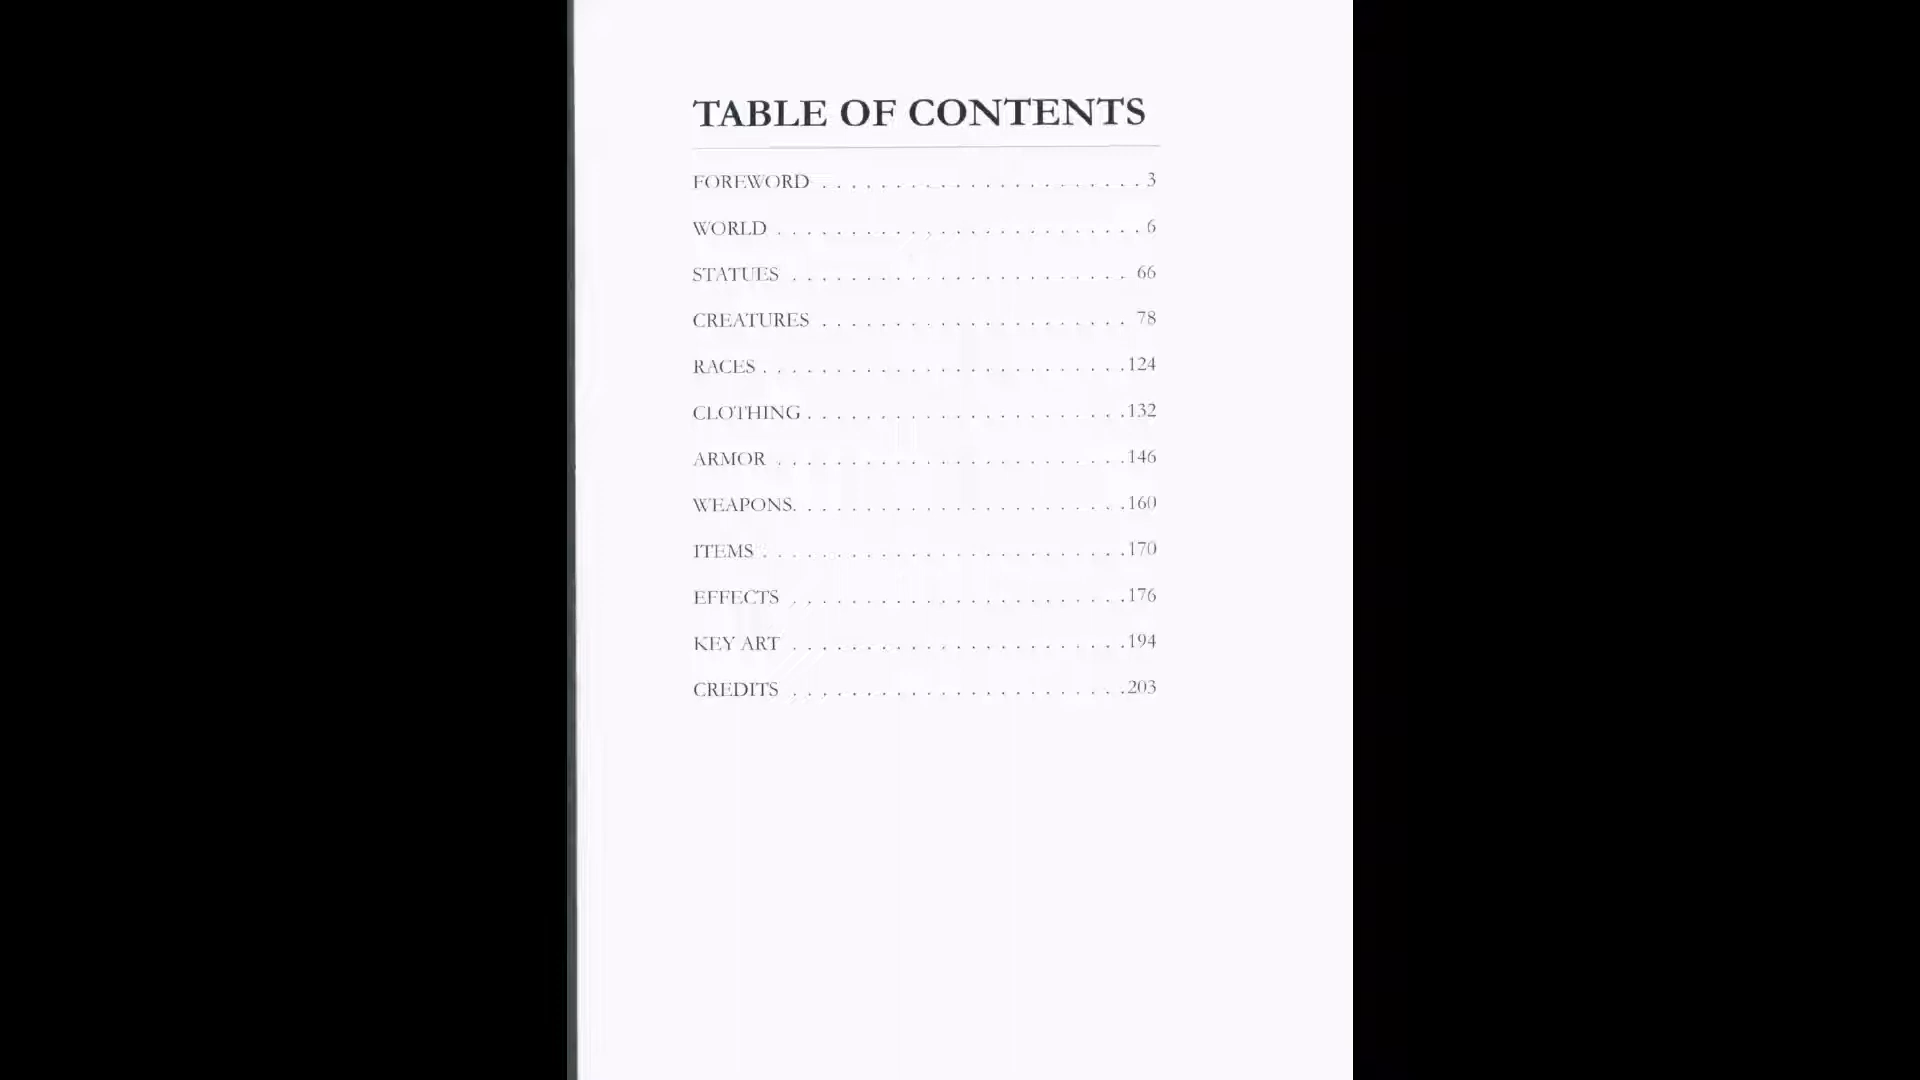 TABLE OF CONTENTS
FOREWORD . . . . . . . . . . . . . . . . . . . . . . 3
WORLD . . . . . . . . . . . . . . . . . . . . . . . . . 6
STATUES . . . . . . . . . . . . . . . . . . . . . . . 66
CREATURES . . . . . . . . . . . . . . . . . . . . . 78
RACES . . . . . . . . . . . . . . . . . . . . . . . . .124
CLOTHING . . . . . . . . . . . . . . . . . . . . . .132
ARMOR . . . . . . . . . . . . . . . . . . . . . . . .146
WEAPONS. . . . . . . . . . . . . . . . . . . . . . .160
ITEMS . . . . . . . . . . . . . . . . . . . . . . . . .170
EFFECTS . . . . . . . . . . . . . . . . . . . . . . .176
KEY ART . . . . . . . . . . . . . . . . . . . . . . .194
CREDITS . . . . . . . . . . . . . . . . . . . . . . .203